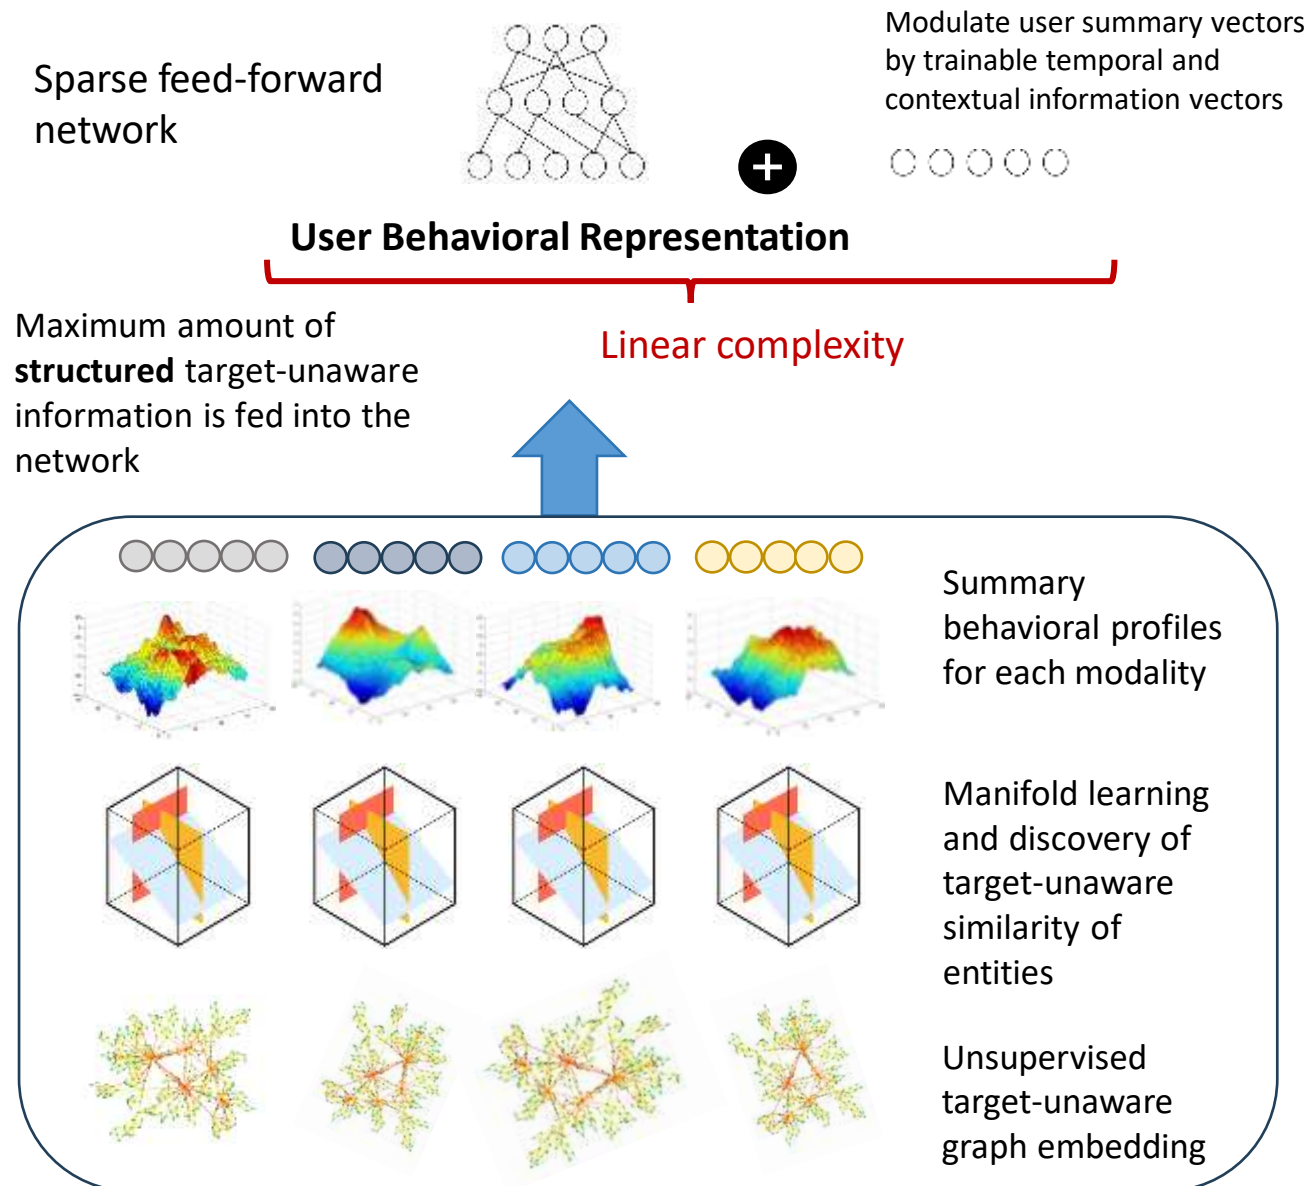 Sparse feed-forward
network
Modulate user summary vectors
by trainable temporal and
contextual information vectors
User Behavioral Representation
Maximum amount of
structured target-unaware
information is fed into the
network
Linear complexity
Summary
behavioral profiles
for each modality
Manifold learning
and discovery of
target-unaware
similarity of
entities
Unsupervised
target-unaware
graph embedding